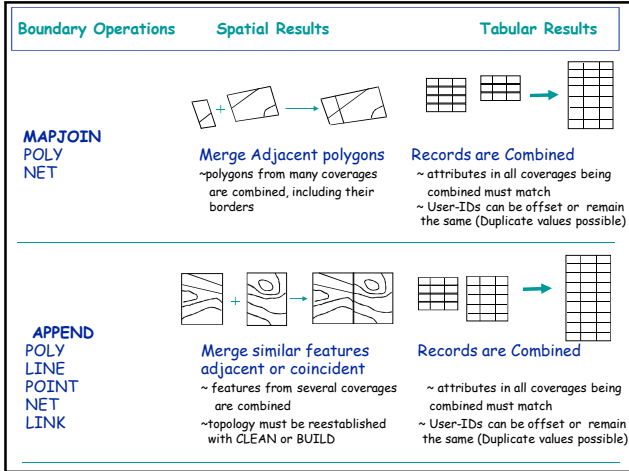 Boundary Operations Spatial Results Tabular Results
MAPJOIN
POLY
NET
Merge Adjacent polygons
~polygons from many coverages
are combined, including their
borders
Records are Combined
~ attributes in all coverages being
combined must match
~ User-IDs can be offset or remain
the same (Duplicate values possible)
APPEND
POLY
LINE
POINT
NET
LINK
Merge similar features
adjacent or coincident
~ features from several coverages
are combined
~topology must be reestablished
with CLEAN or BUILD
Records are Combined
~ attributes in all coverages being
combined must match
~ User-IDs can be offset or remain
the same (Duplicate values possible)